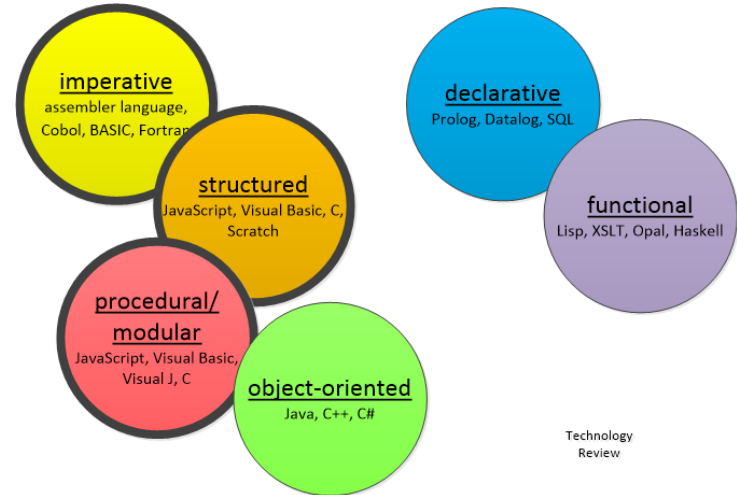 imperative
assembler language,
Cobol, BASIC, Fortran
structured
JavaScript, Visual Basic, C,
Scratch
procedural/
modular
JavaScript, Visual Basic,
Visual J, C
object-oriented
Java, C++, C#
declarative
Prolog, Datalog, SQL
functional
Lisp, XSLT, Opal, Haskell
Technology
Review